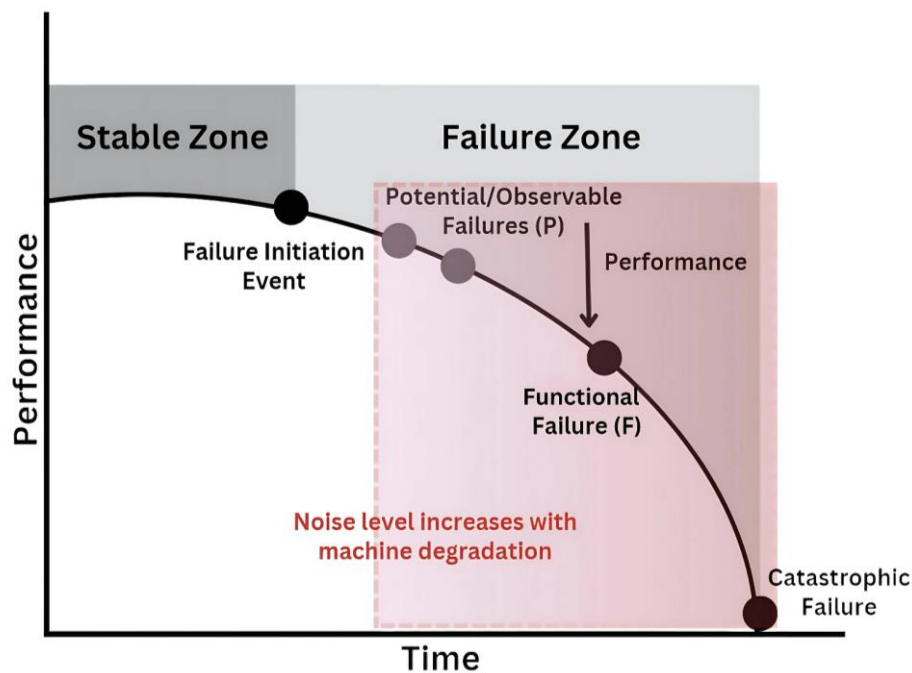 Stable Zone
Failure Zone
Potential/Observable
Failures (P)
Failure Initiation
Event
Performance
Performance
Functional
Failure (F)
Noise level increases with
machine degradation
Catastrophic
Failure
Time